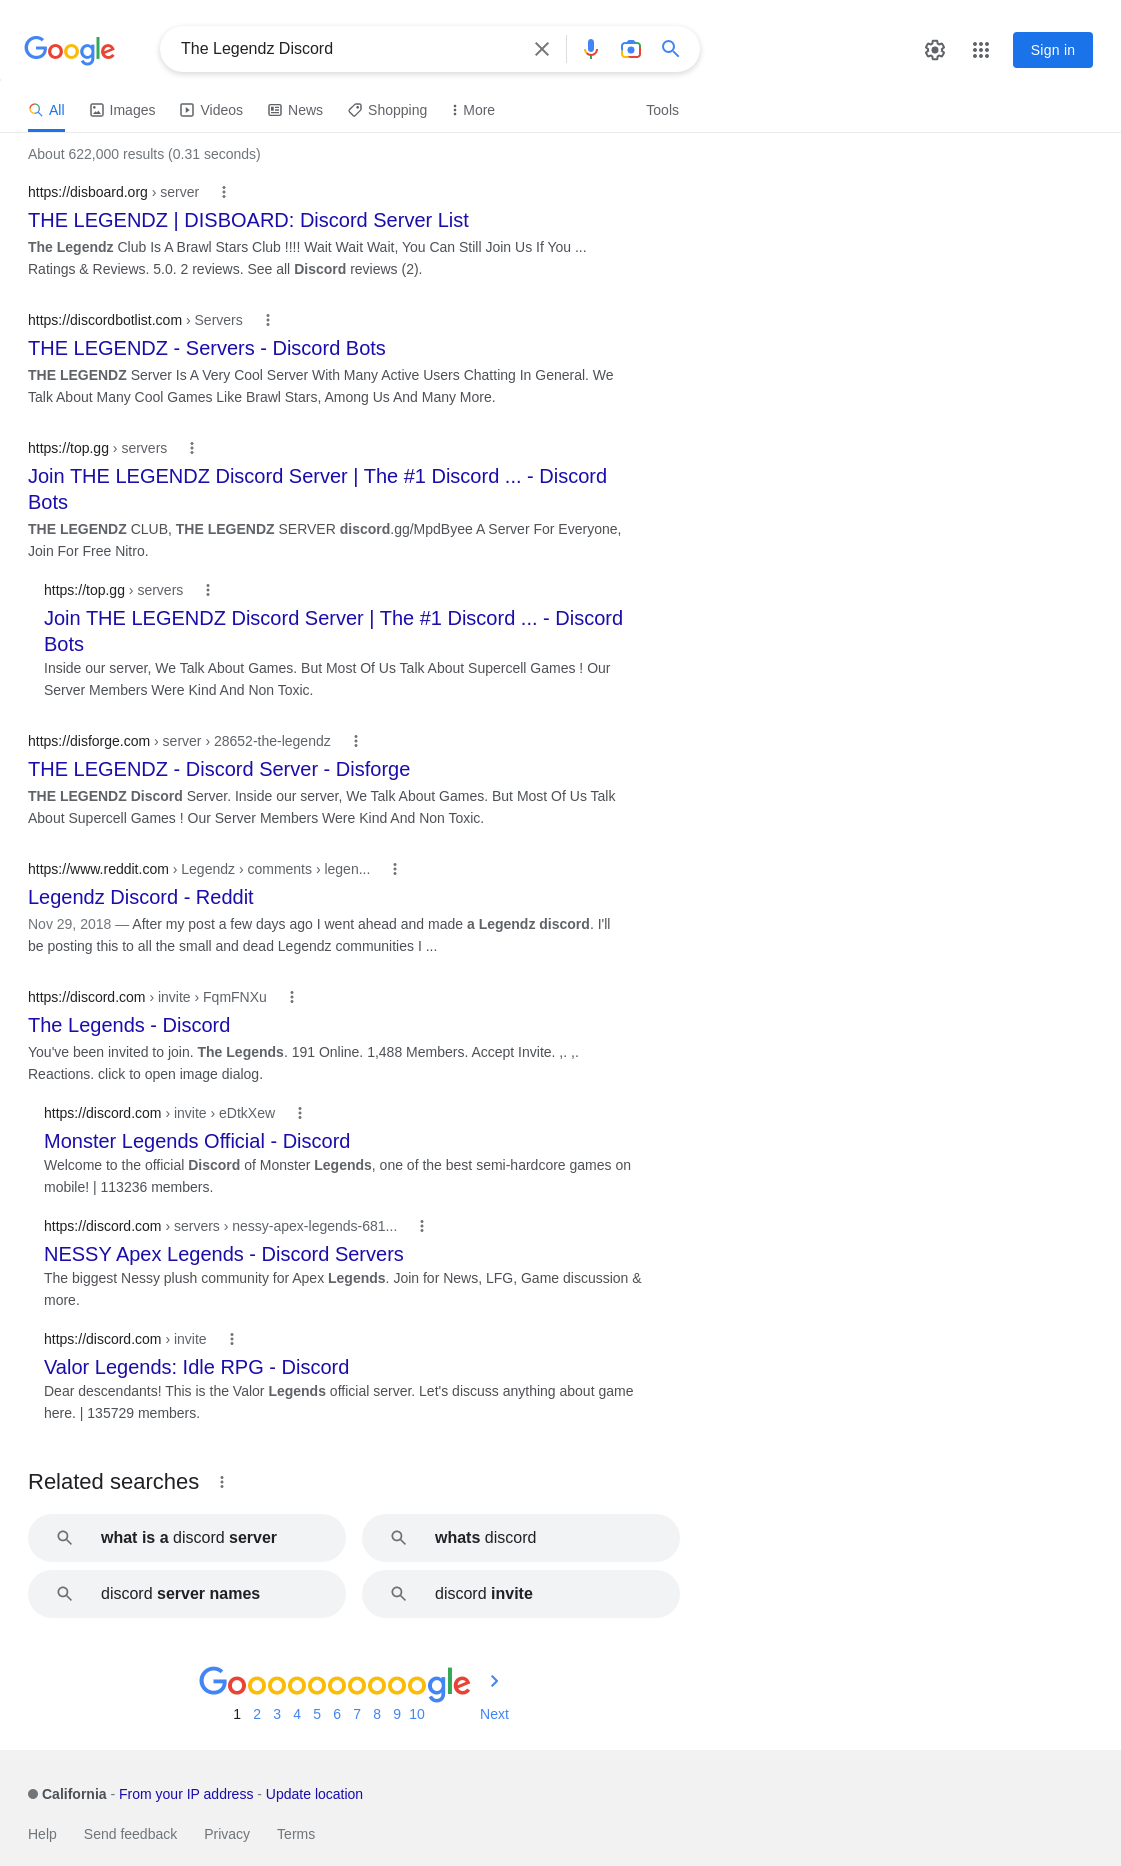 Google
The Legendz Discord
Sign in
All Images Videos News Shopping More Tools
About 622,000 results (0.31 seconds)
https://disboard.org › server
THE LEGENDZ | DISBOARD: Discord Server List
The Legendz Club Is A Brawl Stars Club !!!! Wait Wait Wait, You Can Still Join Us If You ...
Ratings & Reviews. 5.0. 2 reviews. See all Discord reviews (2).
https://discordbotlist.com › Servers
THE LEGENDZ - Servers - Discord Bots
THE LEGENDZ Server Is A Very Cool Server With Many Active Users Chatting In General. We
Talk About Many Cool Games Like Brawl Stars, Among Us And Many More.
https://top.gg › servers
Join THE LEGENDZ Discord Server | The #1 Discord ... - Discord
Bots
THE LEGENDZ CLUB, THE LEGENDZ SERVER discord.gg/MpdByee A Server For Everyone,
Join For Free Nitro.
https://top.gg › servers
Join THE LEGENDZ Discord Server | The #1 Discord ... - Discord
Bots
Inside our server, We Talk About Games. But Most Of Us Talk About Supercell Games ! Our
Server Members Were Kind And Non Toxic.
https://disforge.com › server › 28652-the-legendz
THE LEGENDZ - Discord Server - Disforge
THE LEGENDZ Discord Server. Inside our server, We Talk About Games. But Most Of Us Talk
About Supercell Games ! Our Server Members Were Kind And Non Toxic.
https://www.reddit.com › Legendz › comments › legen...
Legendz Discord - Reddit
Nov 29, 2018 — After my post a few days ago I went ahead and made a Legendz discord. I'll
be posting this to all the small and dead Legendz communities I ...
https://discord.com › invite › FqmFNXu
The Legends - Discord
You've been invited to join. The Legends. 191 Online. 1,488 Members. Accept Invite. ,. ,.
Reactions. click to open image dialog.
https://discord.com › invite › eDtkXew
Monster Legends Official - Discord
Welcome to the official Discord of Monster Legends, one of the best semi-hardcore games on
mobile! | 113236 members.
https://discord.com › servers › nessy-apex-legends-681...
NESSY Apex Legends - Discord Servers
The biggest Nessy plush community for Apex Legends. Join for News, LFG, Game discussion &
more.
https://discord.com › invite
Valor Legends: Idle RPG - Discord
Dear descendants! This is the Valor Legends official server. Let's discuss anything about game
here. | 135729 members.
Related searches
what is a discord server
whats discord
discord server names
discord invite
Goooooooooogle
1 2 3 4 5 6 7 8 9 10 Next
California - From your IP address - Update location
Help Send feedback Privacy Terms